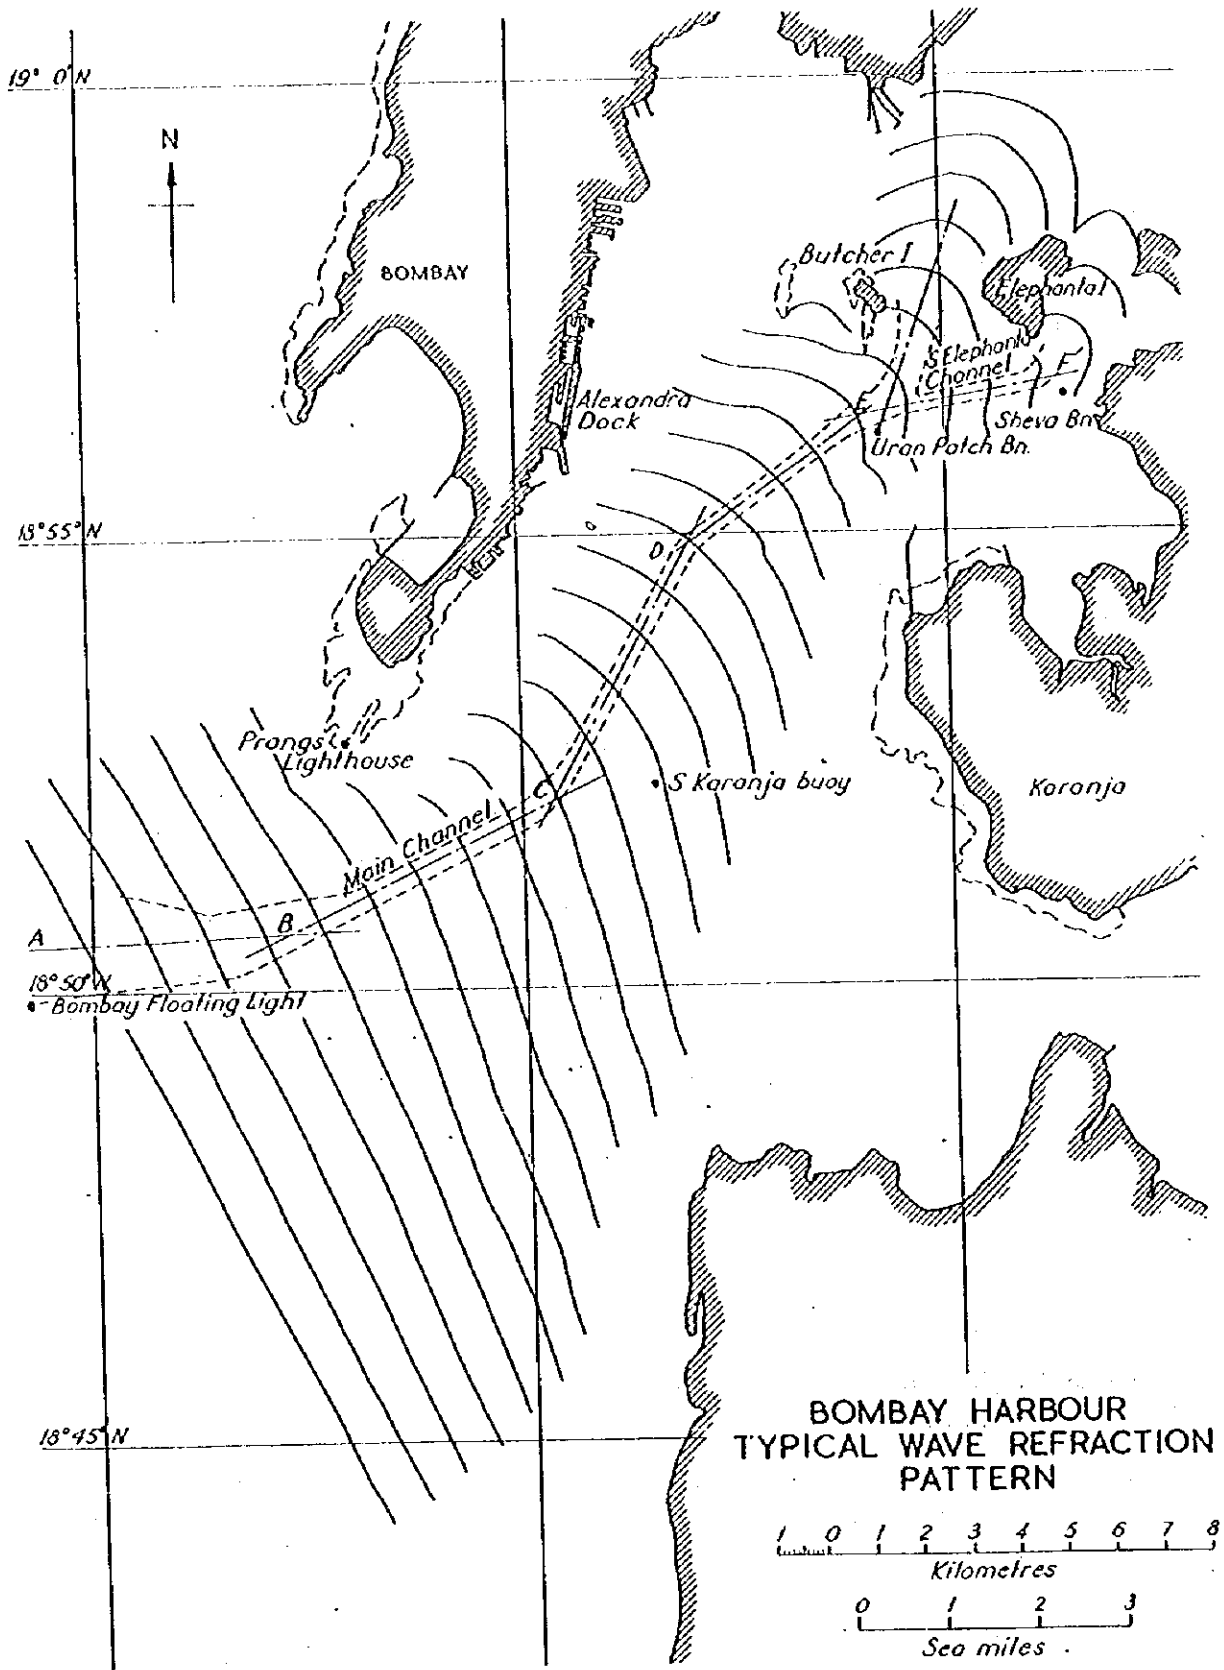 19° 0' N
N
BOMBAY
Butcher I
Elephanta I
S Elephanta
Channel
F
E
Sheva Bn
Uran Patch Bn.
Alexandra
Dock
18° 55' N
D
Prongs
Lighthouse
C
S Karanja buoy
Karanja
Main Channel
B
A
18° 50' N
Bombay Floating Light
18° 45' N
BOMBAY HARBOUR
TYPICAL WAVE REFRACTION
PATTERN
1 0 1 2 3 4 5 6 7 8
Kilometres
0 1 2 3
Sea miles